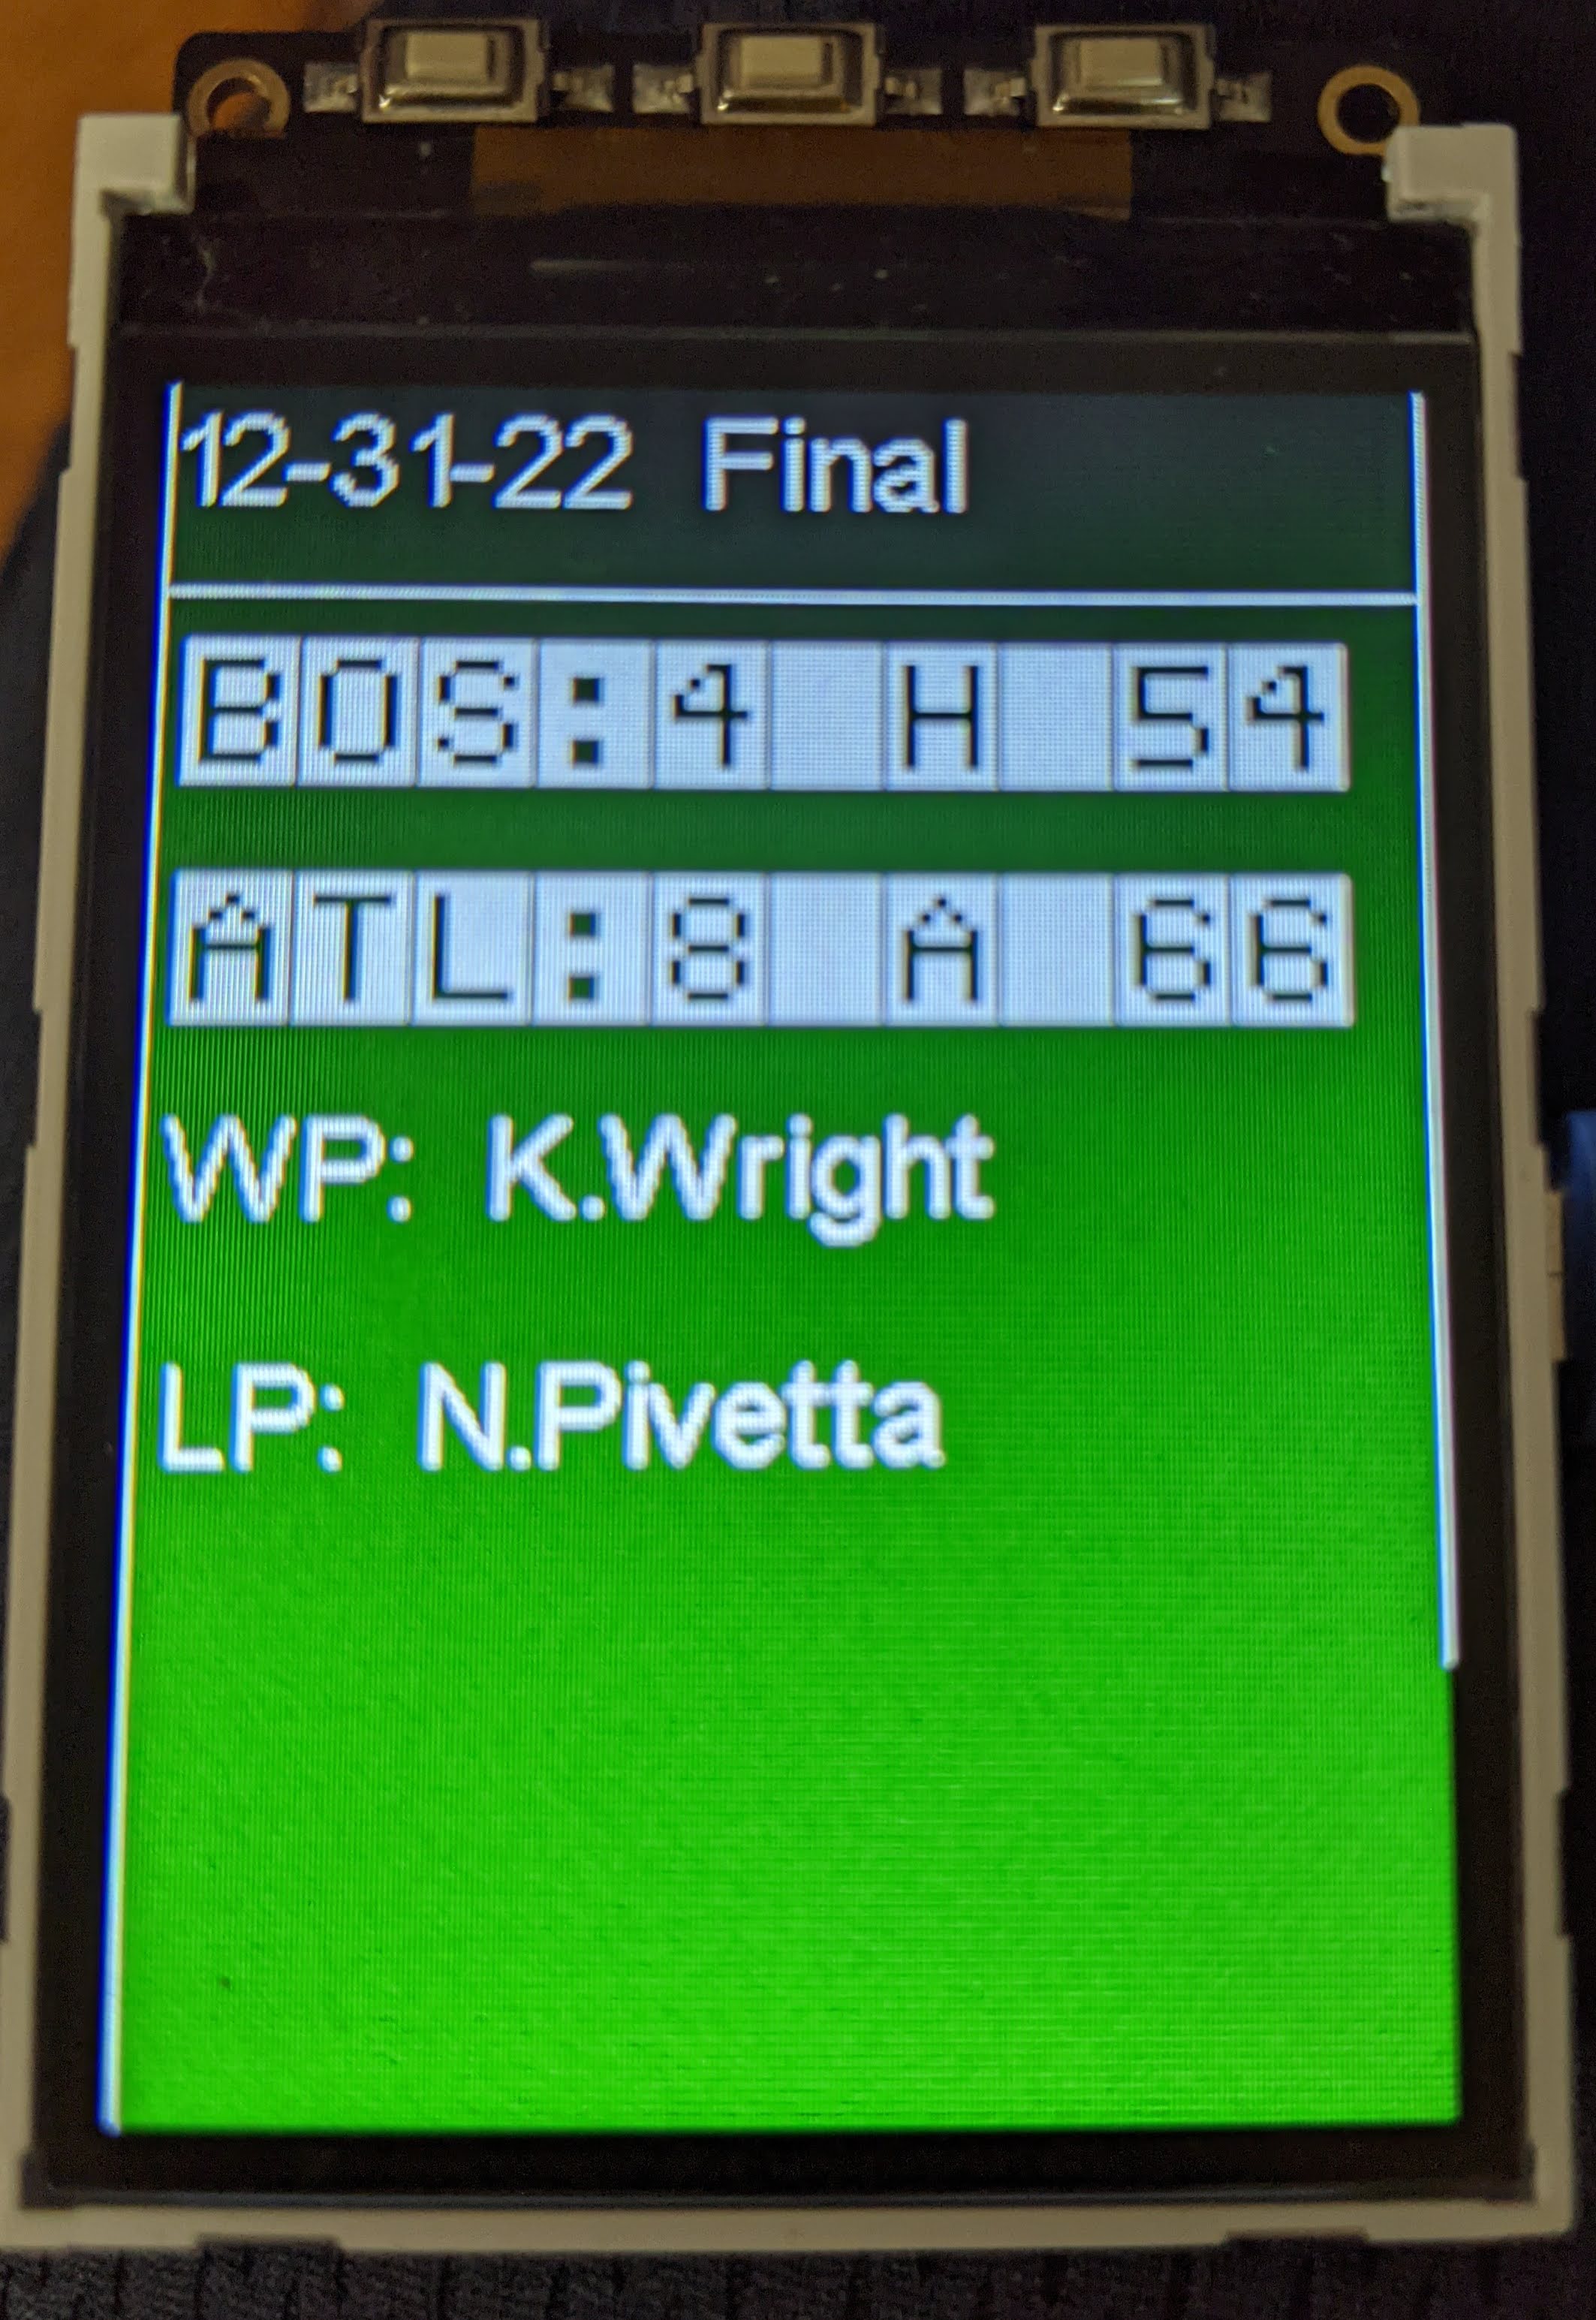 12-31-22 Final
BOS:4 H 54
ATL:8 A 66
WP: K.Wright
LP: N.Pivetta